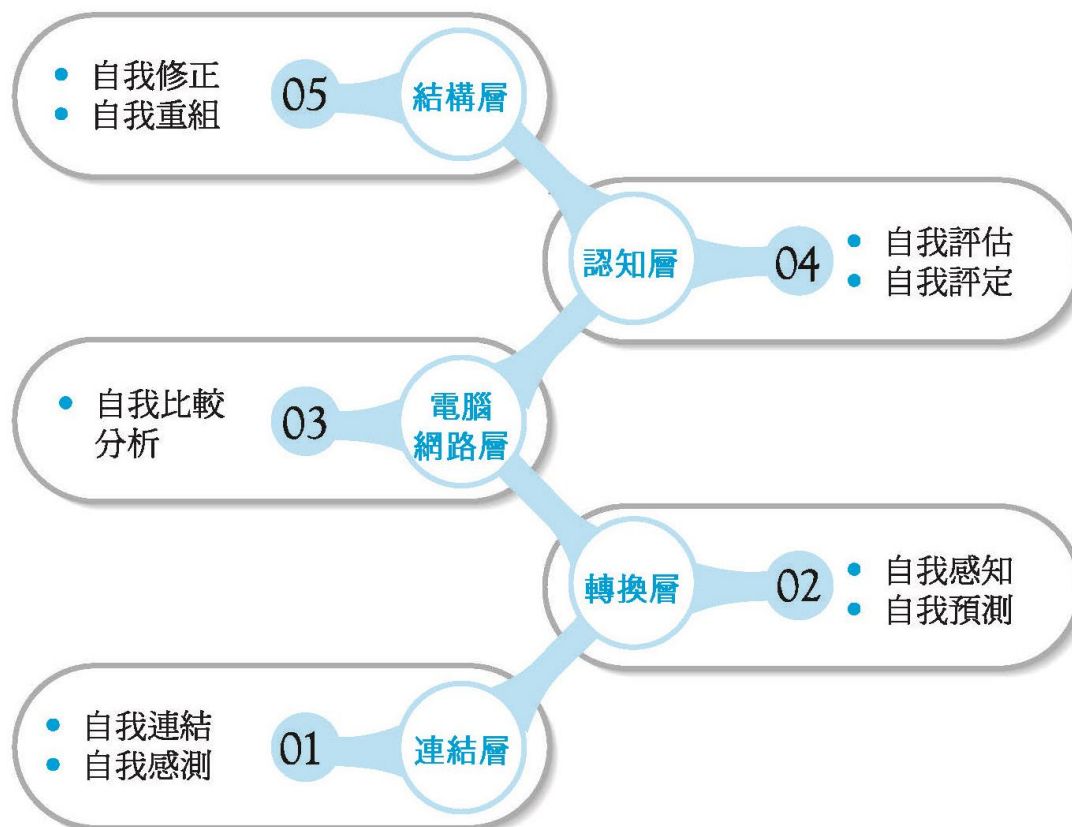 自我修正
自我重組
05
結構層
認知層
04
自我評估
自我評定
自我比較
分析
03
電腦
網路層
轉換層
02
自我感知
自我預測
自我連結
自我感測
01
連結層